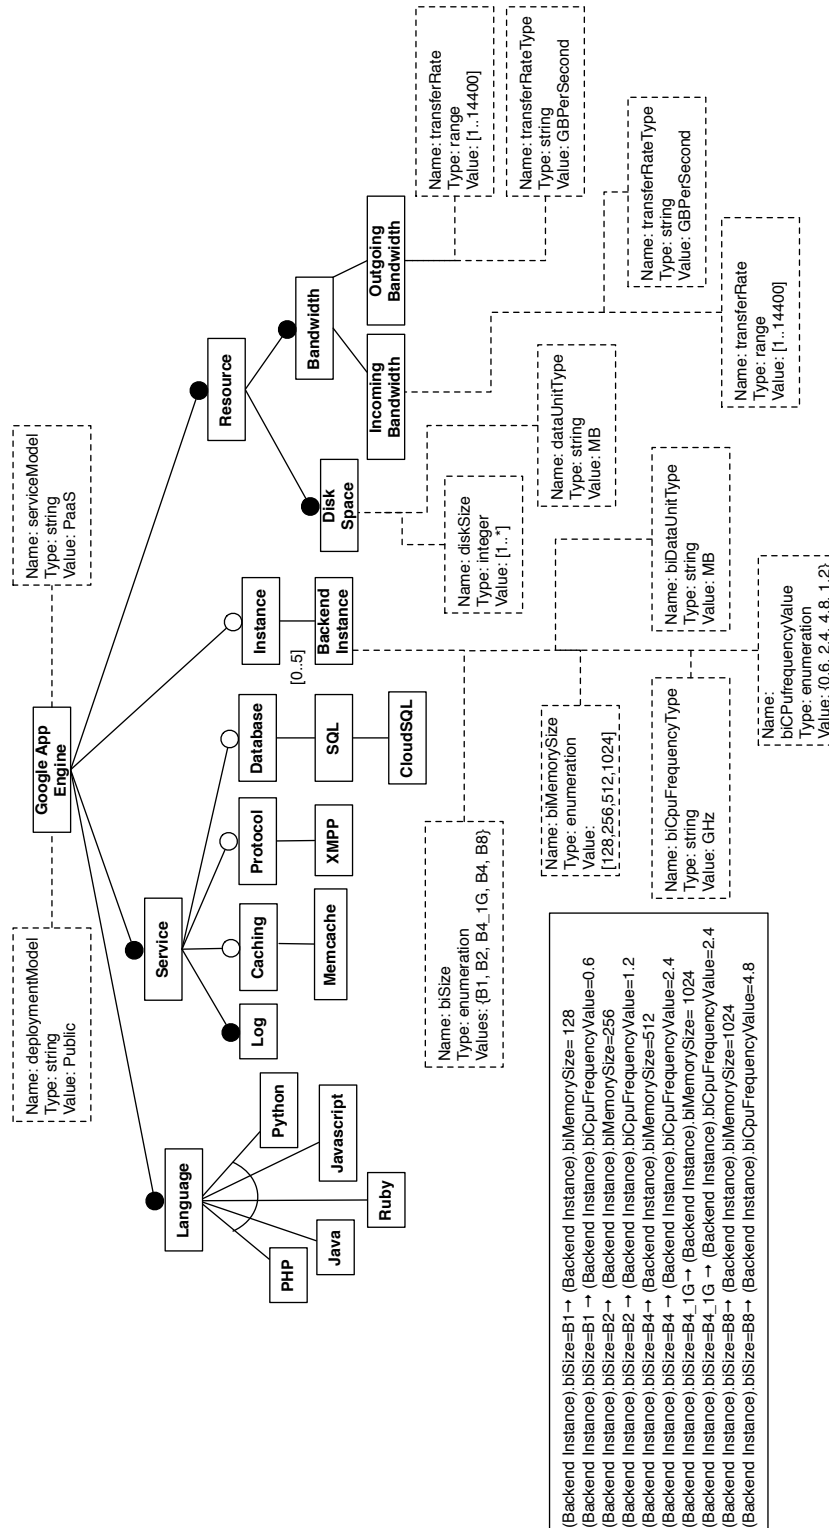 Name: deploymentModel
Type: string
Value: Public
Google App
Engine
Name: serviceModel
Type: string
Value: PaaS
Language
Service
Instance
Resource
PHP
Java
Ruby
Javascript
Python
Log
Caching
Protocol
Database
Memcache
XMPP
SQL
CloudSQL
[0..5]
Backend
Instance
Disk
Space
Bandwidth
Incoming
Bandwidth
Outgoing
Bandwidth
Name: transferRate
Type: range
Value: [1..14400]
Name: transferRateType
Type: string
Value: GBPerSecond
Name: diskSize
Type: integer
Value: [1..*]
Name: dataUnitType
Type: string
Value: MB
Name: transferRateType
Type: string
Value: GBPerSecond
Name: transferRate
Type: range
Value: [1..14400]
Name: biSize
Type: enumeration
Values: {B1, B2, B4_1G, B4, B8}
Name: biMemorySize
Type: enumeration
Value:
[128,256,512,1024]
Name: biDataUnitType
Type: string
Value: MB
Name: biCpuFrequencyType
Type: string
Value: GHz
Name:
biCPufrequencyValue
Type: enumeration
Value: {0.6, 2.4, 4.8, 1.2}
(Backend Instance).biSize=B1→ (Backend Instance).biMemorySize= 128
(Backend Instance).biSize=B1 → (Backend Instance).biCpuFrequencyValue=0.6
(Backend Instance).biSize=B2→ (Backend Instance).biMemorySize=256
(Backend Instance).biSize=B2 → (Backend Instance).biCpuFrequencyValue=1.2
(Backend Instance).biSize=B4→ (Backend Instance).biMemorySize=512
(Backend Instance).biSize=B4 → (Backend Instance).biCpuFrequencyValue=2.4
(Backend Instance).biSize=B4_1G→ (Backend Instance).biMemorySize= 1024
(Backend Instance).biSize=B4_1G → (Backend Instance).biCpuFrequencyValue=2.4
(Backend Instance).biSize=B8→ (Backend Instance).biMemorySize=1024
(Backend Instance).biSize=B8→ (Backend Instance).biCpuFrequencyValue=4.8